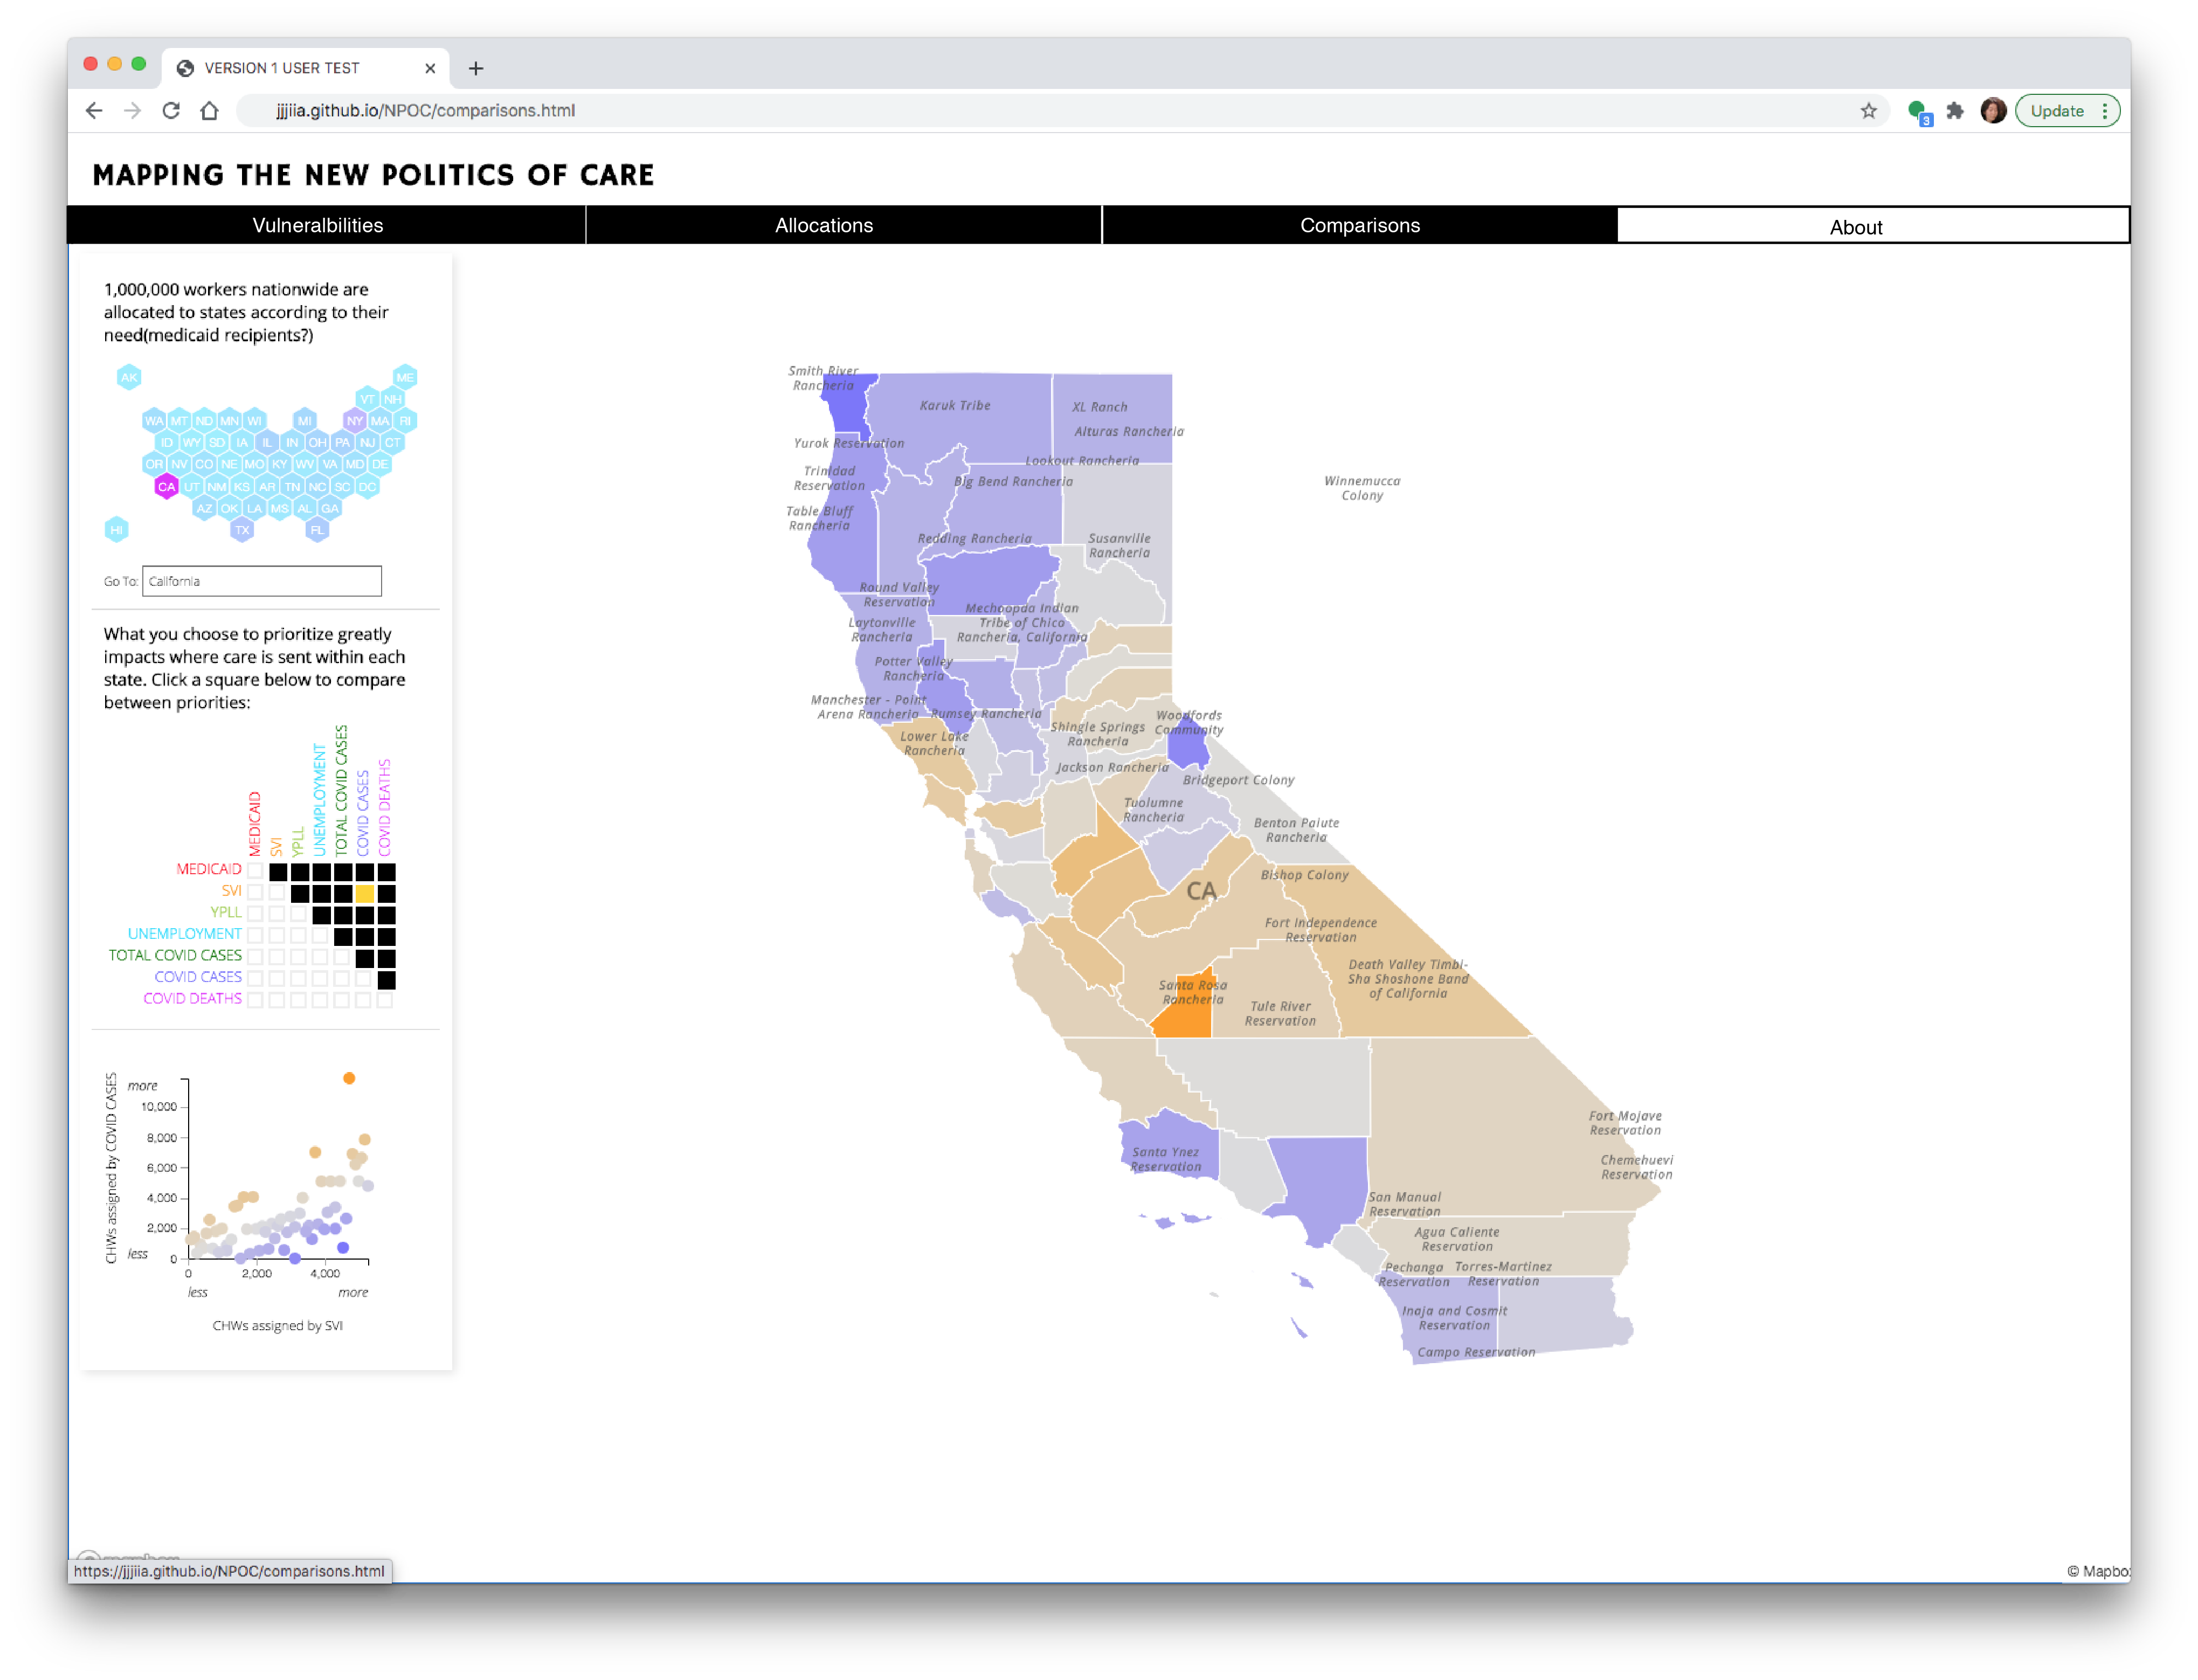 VERSION 1 USER TEST
jjjiia.github.io/NPOC/comparisons.html
3
Update
MAPPING THE NEW POLITICS OF CARE
Vulneralbilities
Allocations
Comparisons
About
1,000,000 workers nationwide are
allocated to states according to their
need(medicaid recipients?)
AK
ME
VT NH
WA MT ND MN WI MI NY MA RI
ID WY SD IA IL IN OH PA NJ CT
OR NV CO NE MO KY WV VA MD DE
CA UT NM KS AR TN NC SC DC
AZ OK LA MS AL GA
HI TX FL
Go To: California
What you choose to prioritize greatly
impacts where care is sent within each
state. Click a square below to compare
between priorities:
MEDICAID
SVI
YPLL
UNEMPLOYMENT
TOTAL COVID CASES
COVID CASES
COVID DEATHS
MEDICAID
SVI
YPLL
UNEMPLOYMENT
TOTAL COVID CASES
COVID CASES
COVID DEATHS
CHWs assigned by COVID CASES
more
10,000
8,000
6,000
4,000
2,000
less
0
0 2,000 4,000
less more
CHWs assigned by SVI
Smith River
Rancheria
Karuk Tribe
XL Ranch
Alturas Rancheria
Yurok Reservation
Lookout Rancheria
Trinidad
Reservation
Big Bend Rancheria
Winnemucca
Colony
Table Bluff
Rancheria
Redding Rancheria
Susanville
Rancheria
Round Valley
Reservation
Mechoopda Indian
Tribe of Chico
Rancheria, California
Laytonville
Rancheria
Potter Valley
Rancheria
Manchester - Point
Arena Rancheria
Rumsey Rancheria
Woodfords
Community
Shingle Springs
Rancheria
Lower Lake
Rancheria
Jackson Rancheria
Bridgeport Colony
Tuolumne
Rancheria
Benton Paiute
Rancheria
Bishop Colony
CA
Fort Independence
Reservation
Death Valley Timbi-
Sha Shoshone Band
of California
Santa Rosa
Rancheria
Tule River
Reservation
Fort Mojave
Reservation
Santa Ynez
Reservation
Chemehuevi
Reservation
San Manual
Reservation
Agua Caliente
Reservation
Pechanga
Reservation
Torres-Martinez
Reservation
Inaja and Cosmit
Reservation
Campo Reservation
https://jjjiia.github.io/NPOC/comparisons.html
© Mapbo